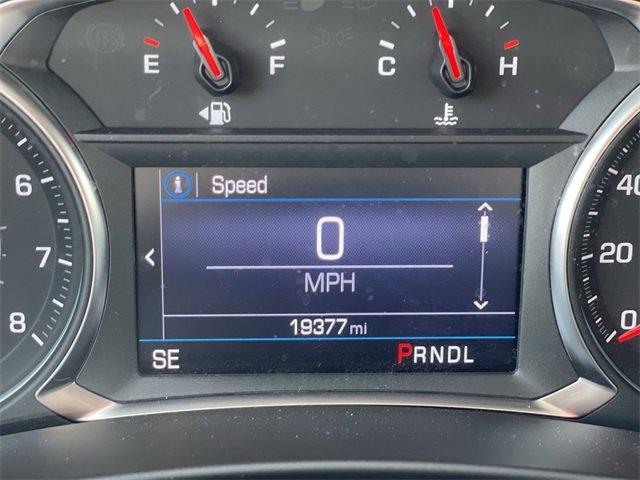 E F C H
i Speed
6 7 8
0
MPH
40 20 0
19377 mi
SE PRNDL